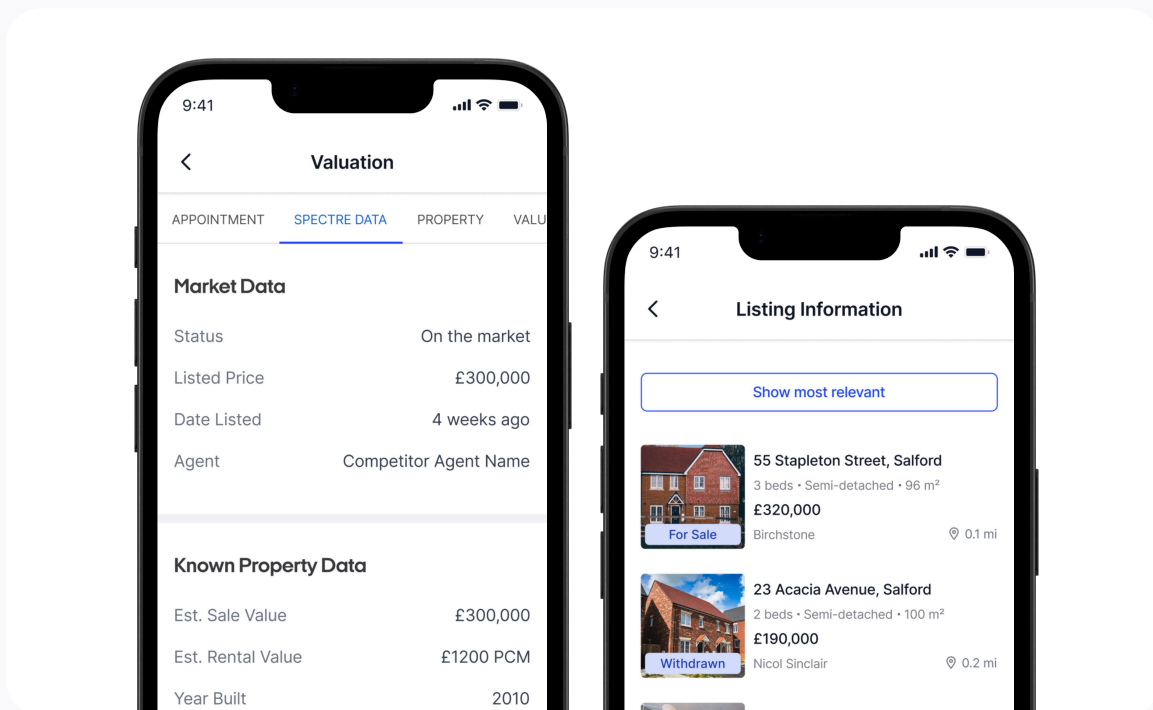 9:41
Valuation
APPOINTMENT SPECTRE DATA PROPERTY VALU
Market Data
Status On the market
Listed Price £300,000
Date Listed 4 weeks ago
Agent Competitor Agent Name
Known Property Data
Est. Sale Value £300,000
Est. Rental Value £1200 PCM
Year Built 2010
9:41
Listing Information
Show most relevant
55 Stapleton Street, Salford
3 beds • Semi-detached • 96 m²
£320,000
For Sale
Birchstone 0.1 mi
23 Acacia Avenue, Salford
2 beds • Semi-detached • 100 m²
£190,000
Withdrawn
Nicol Sinclair 0.2 mi